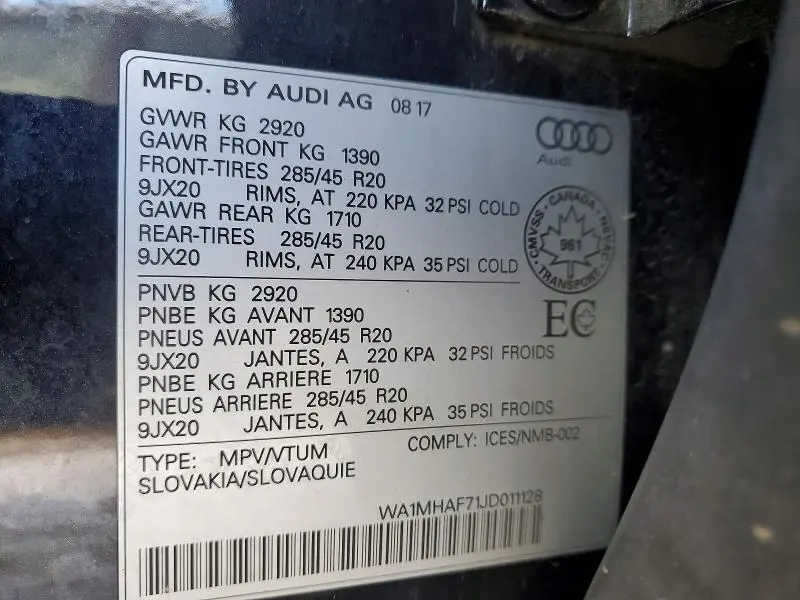 MFD. BY AUDI AG 08 17
GVWR KG 2920
GAWR FRONT KG 1390
FRONT-TIRES 285/45 R20
9JX20 RIMS, AT 220 KPA 32 PSI COLD
GAWR REAR KG 1710
REAR-TIRES 285/45 R20
9JX20 RIMS, AT 240 KPA 35 PSI COLD
Audi
CANADA
CMVSS · NSVAC
961
TRANSPORT
EC
PNVB KG 2920
PNBE KG AVANT 1390
PNEUS AVANT 285/45 R20
9JX20 JANTES, A 220 KPA 32 PSI FROIDS
PNBE KG ARRIERE 1710
PNEUS ARRIERE 285/45 R20
9JX20 JANTES, A 240 KPA 35 PSI FROIDS
TYPE: MPV/VTUM COMPLY: ICES/NMB-002
SLOVAKIA/SLOVAQUIE
WA1MHAF71JD011128